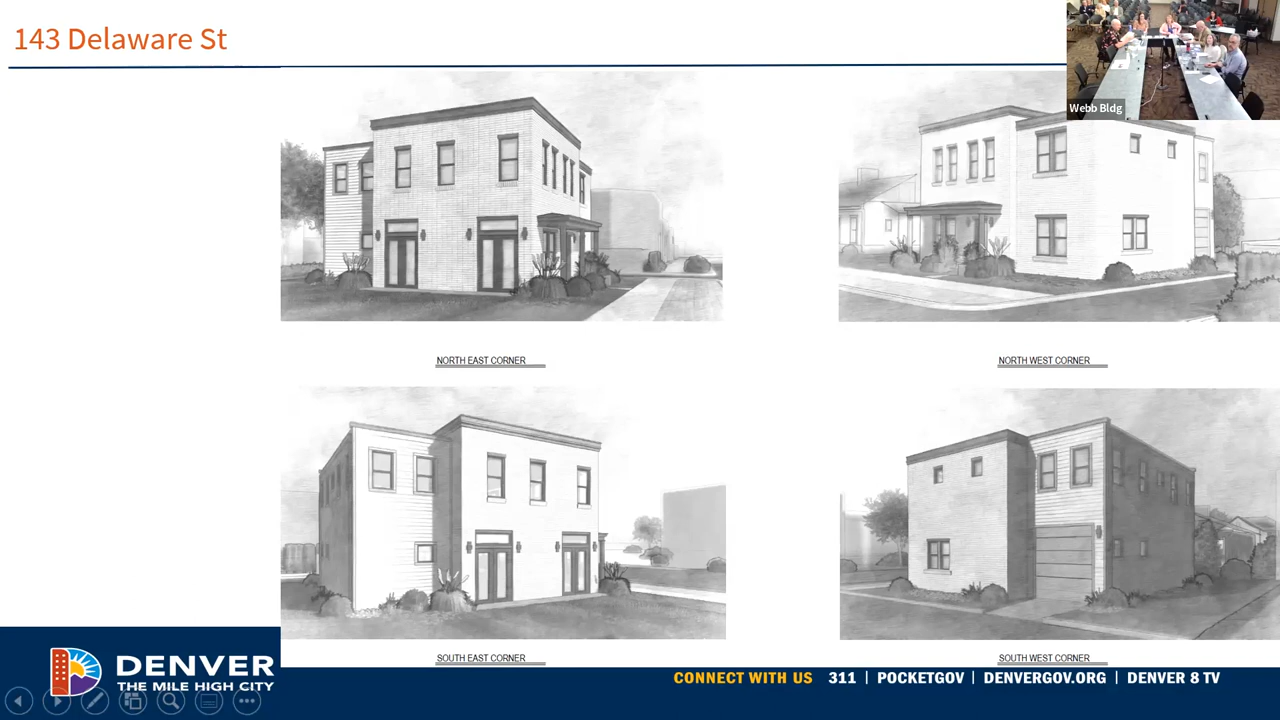 143 Delaware St
Webb Bldg
NORTH EAST CORNER
NORTH WEST CORNER
SOUTH EAST CORNER
SOUTH WEST CORNER
DENVER
THE MILE HIGH CITY
CONNECT WITH US 311 | POCKETGOV | DENVERGOV.ORG | DENVER 8 TV